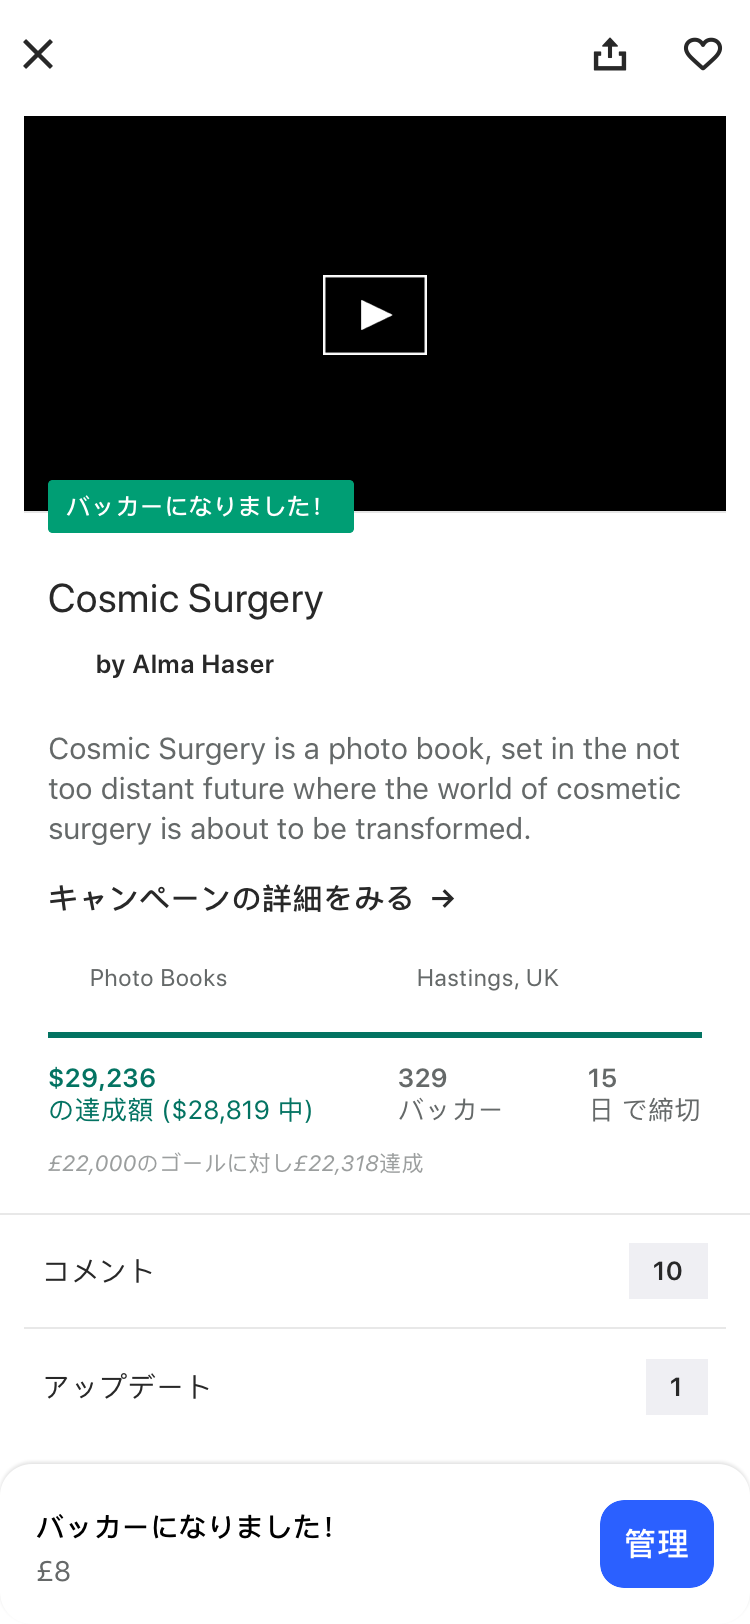 バッカーになりました!
Cosmic Surgery
by Alma Haser
Cosmic Surgery is a photo book, set in the not
too distant future where the world of cosmetic
surgery is about to be transformed.
キャンペーンの詳細をみる →
Photo Books Hastings, UK
$29,236 329 15
の達成額 ($28,819 中) バッカー 日 で締切
£22,000のゴールに対し£22,318達成
コメント 10
アップデート 1
バッカーになりました!
£8
管理